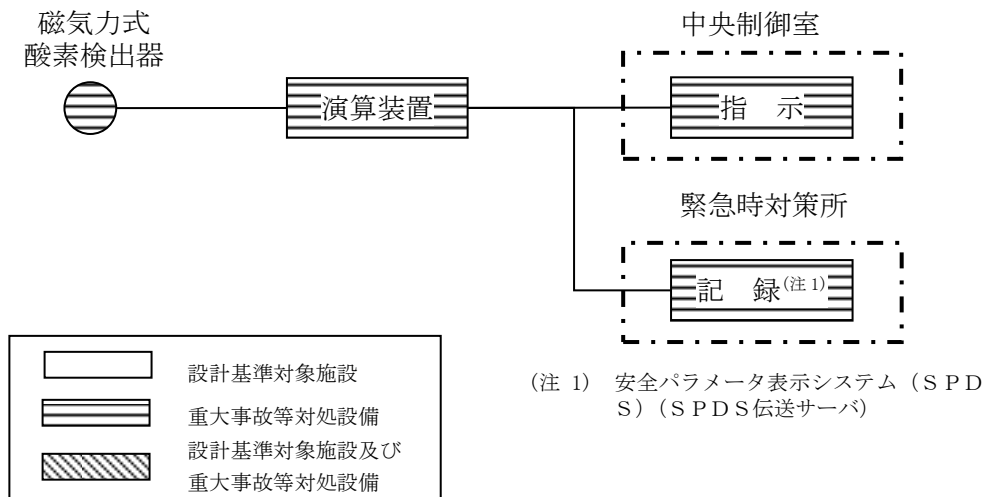 磁気力式
酸素検出器
演算装置
中央制御室
指　示
緊急時対策所
記　録(注1)
設計基準対象施設
重大事故等対処設備
設計基準対象施設及び
重大事故等対処設備
(注 1)　安全パラメータ表示システム（ＳＰＤ
Ｓ）（ＳＰＤＳ伝送サーバ）